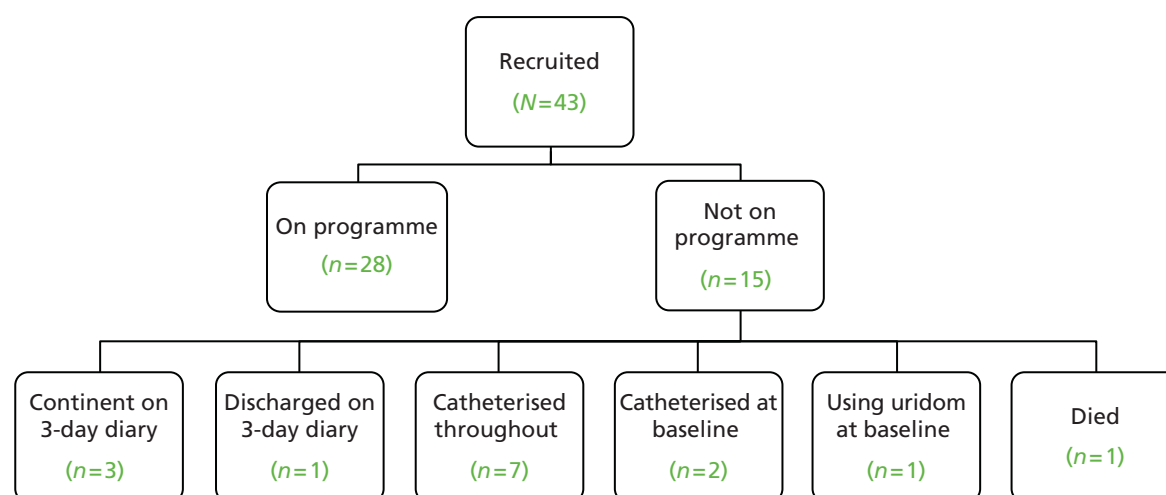 Recruited
(N=43)
On programme
(n=28)
Not on
programme
(n=15)
Continent on
3-day diary
(n=3)
Discharged on
3-day diary
(n=1)
Catheterised
throughout
(n=7)
Catheterised at
baseline
(n=2)
Using uridom
at baseline
(n=1)
Died
(n=1)